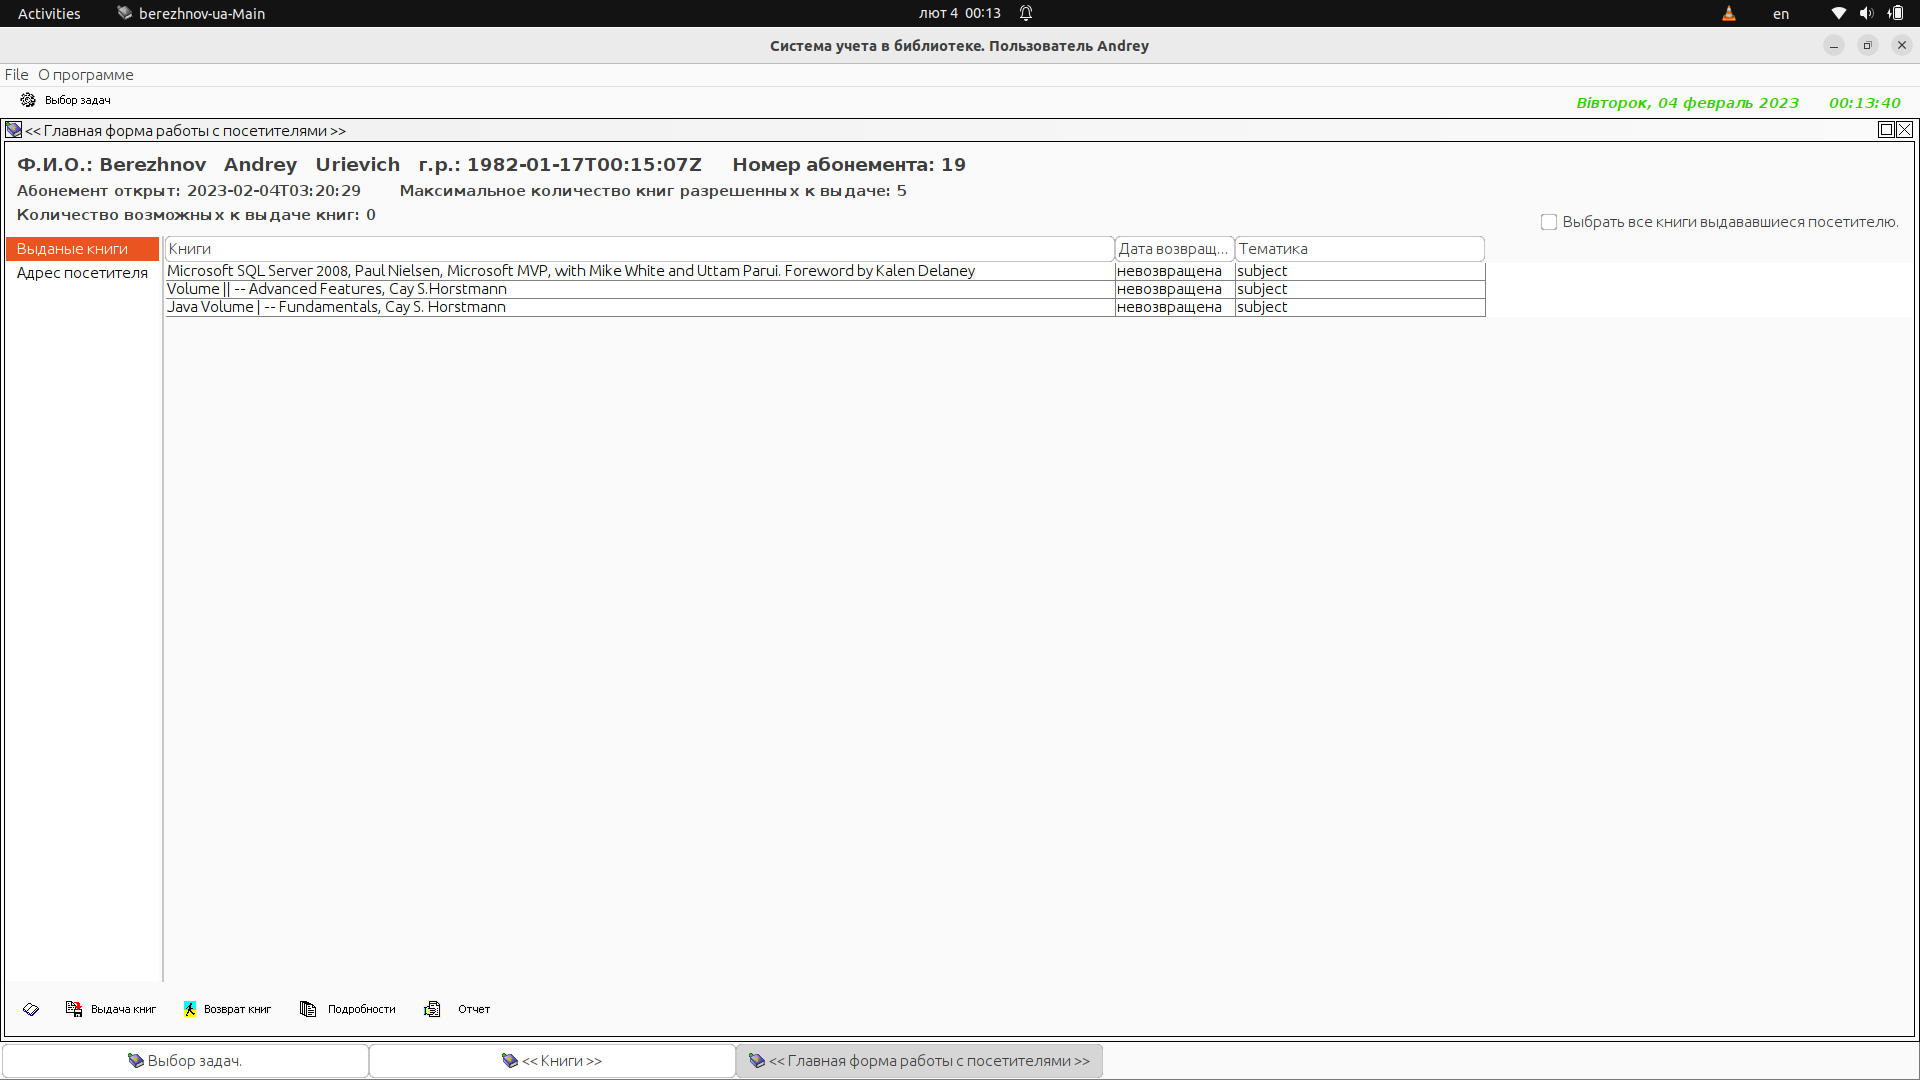 Activities berezhnov-ua-Main лют 4 00:13 en
Система учета в библиотеке. Пользователь Andrey
File О программе
Выбор задач
Вівторок, 04 февраль 2023 00:13:40
<< Главная форма работы с посетителями >>
Ф.И.О.: Berezhnov Andrey Urievich г.р.: 1982-01-17T00:15:07Z Номер абонемента: 19
Абонемент открыт: 2023-02-04T03:20:29 Максимальное количество книг разрешенных к выдаче: 5
Количество возможных к выдаче книг: 0
Выбрать все книги выдававшиеся посетителю.
Выданые книги
Адрес посетителя
Книги Дата возвращ... Тематика
Microsoft SQL Server 2008, Paul Nielsen, Microsoft MVP, with Mike White and Uttam Parui. Foreword by Kalen Delaney невозвращена subject
Volume || -- Advanced Features, Cay S.Horstmann невозвращена subject
Java Volume | -- Fundamentals, Cay S. Horstmann невозвращена subject
Выдача книг Возврат книг Подробности Отчет
Выбор задач. << Книги >> << Главная форма работы с посетителями >>